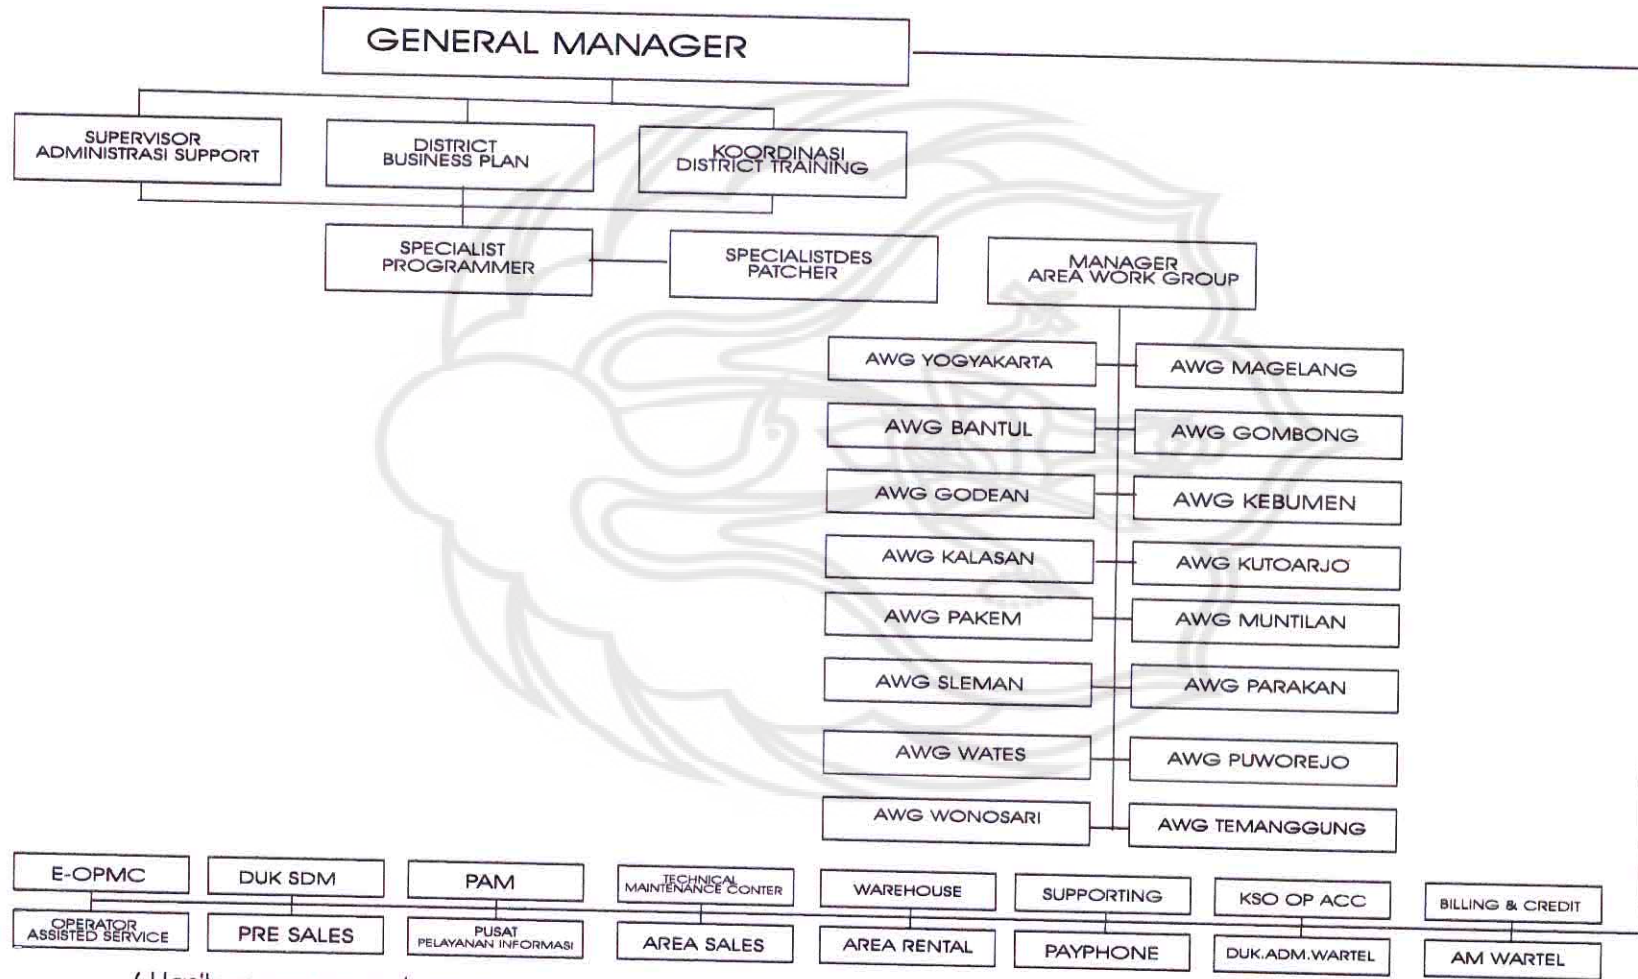 GENERAL MANAGER
SUPERVISOR
ADMINISTRASI SUPPORT
DISTRICT
BUSINESS PLAN
KOORDINASI
DISTRICT TRAINING
SPECIALIST
PROGRAMMER
SPECIALISTDES
PATCHER
MANAGER
AREA WORK GROUP
AWG YOGYAKARTA
AWG MAGELANG
AWG BANTUL
AWG GOMBONG
AWG GODEAN
AWG KEBUMEN
AWG KALASAN
AWG KUTOARJO
AWG PAKEM
AWG MUNTILAN
AWG SLEMAN
AWG PARAKAN
AWG WATES
AWG PUWOREJO
AWG WONOSARI
AWG TEMANGGUNG
E-OPMC
DUK SDM
PAM
TECHNICAL
MAINTENANCE CONTER
WAREHOUSE
SUPPORTING
KSO OP ACC
BILLING & CREDIT
OPERATOR
ASSISTED SERVICE
PRE SALES
PUSAT
PELAYANAN INFORMASI
AREA SALES
AREA RENTAL
PAYPHONE
DUK.ADM.WARTEL
AM WARTEL